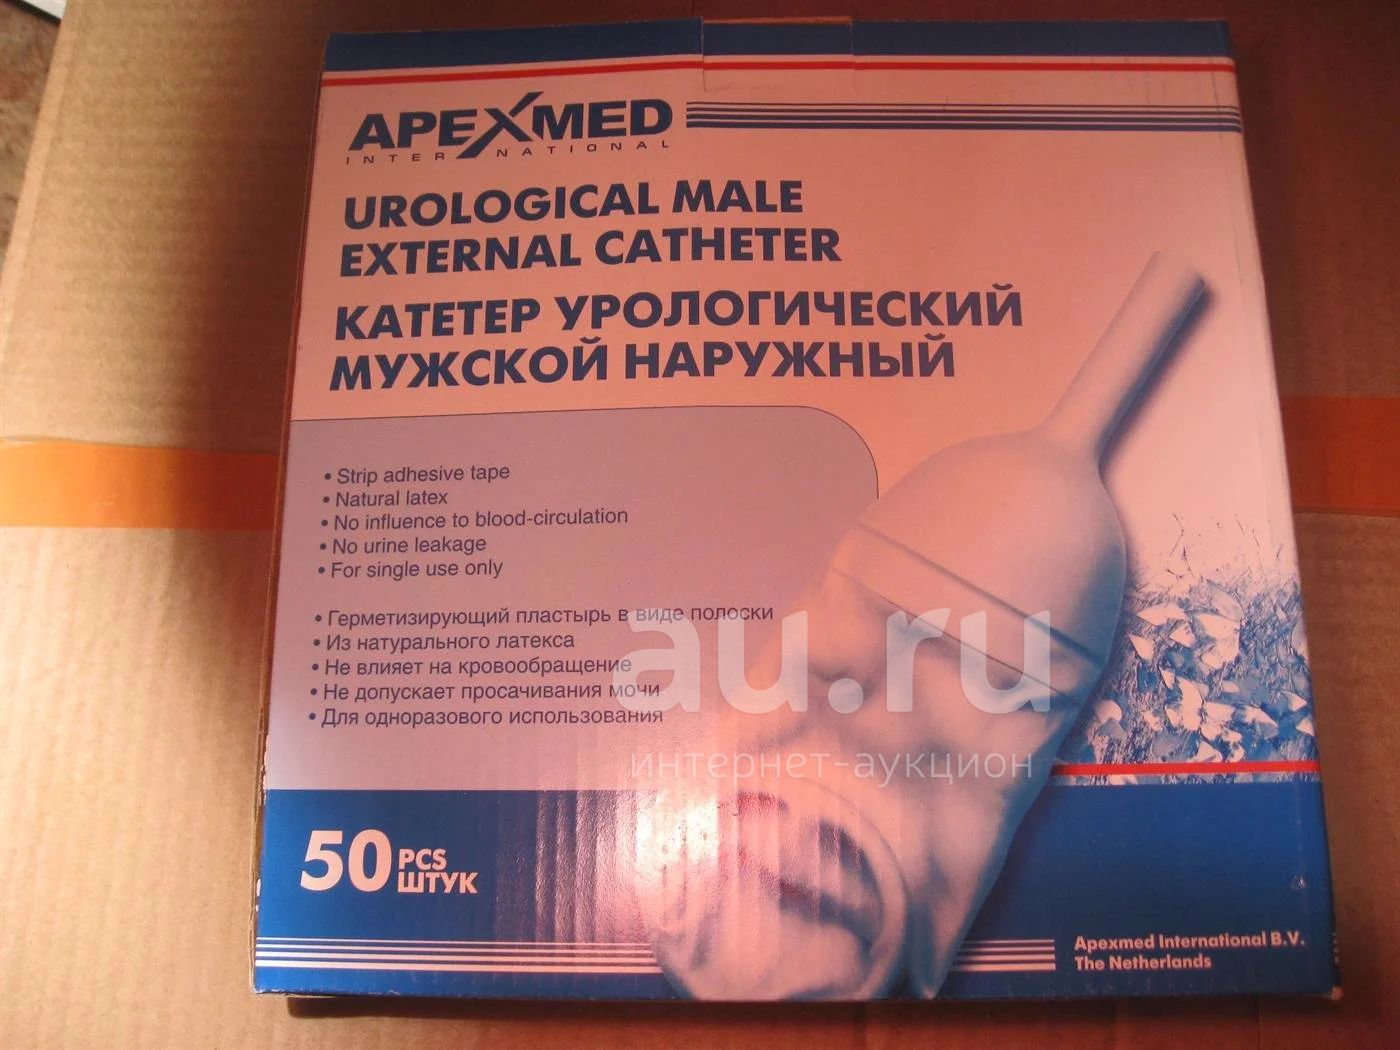 APEXMED
INTERNATIONAL
UROLOGICAL MALE
EXTERNAL CATHETER
КАТЕТЕР УРОЛОГИЧЕСКИЙ
МУЖСКОЙ НАРУЖНЫЙ
• Strip adhesive tape
• Natural latex
• No influence to blood-circulation
• No urine leakage
• For single use only
• Герметизирующий пластырь в виде полоски
• Из натурального латекса
• Не влияет на кровообращение
• Не допускает просачивания мочи
• Для одноразового использования
au.ru
интернет-аукцион
50 PCS
ШТУК
Apexmed International B.V.
The Netherlands